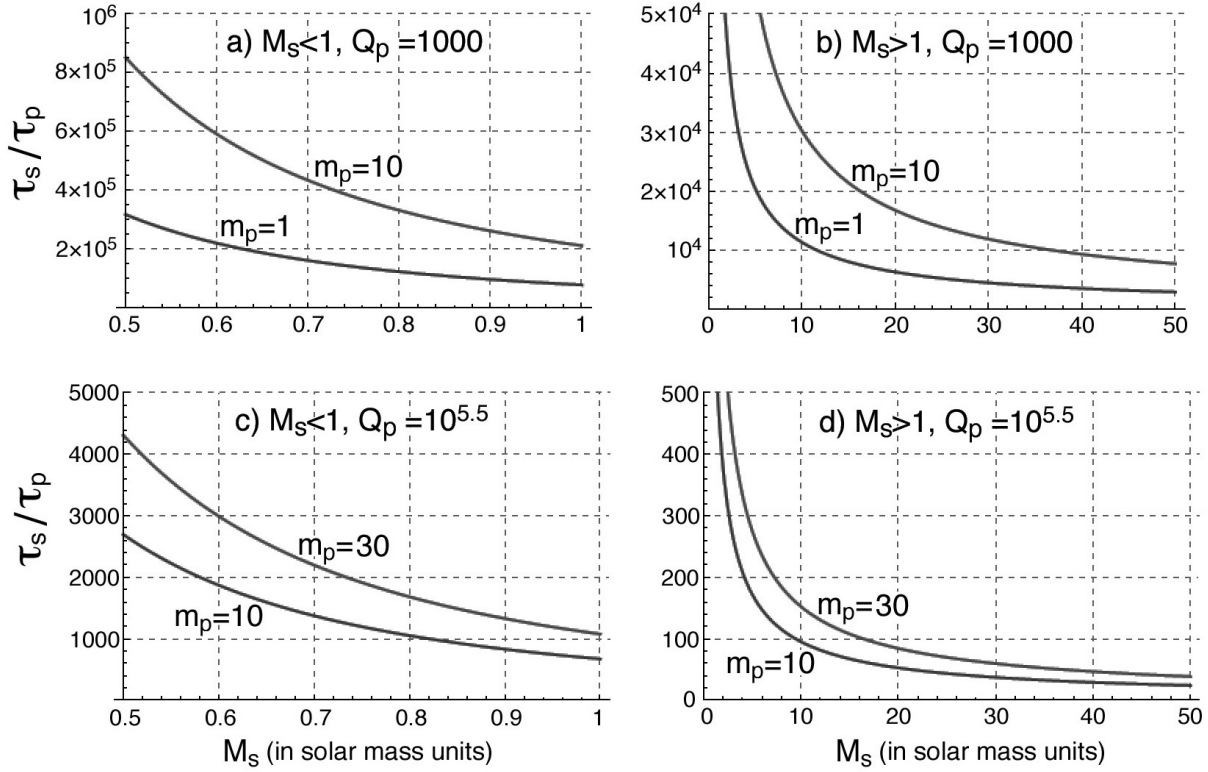 a) Mₛ<1, Qₚ =1000
10⁶
8×10⁵
6×10⁵
4×10⁵
2×10⁵
τₛ/τₚ
mₚ=10
mₚ=1
0.5 0.6 0.7 0.8 0.9 1
b) Mₛ>1, Qₚ =1000
5×10⁴
4×10⁴
3×10⁴
2×10⁴
10⁴
mₚ=10
mₚ=1
0 10 20 30 40 50
c) Mₛ<1, Qₚ =10⁵·⁵
5000
4000
3000
2000
1000
τₛ/τₚ
mₚ=30
mₚ=10
0.5 0.6 0.7 0.8 0.9 1
Mₛ (in solar mass units)
d) Mₛ>1, Qₚ =10⁵·⁵
500
400
300
200
100
0
mₚ=30
mₚ=10
0 10 20 30 40 50
Mₛ (in solar mass units)